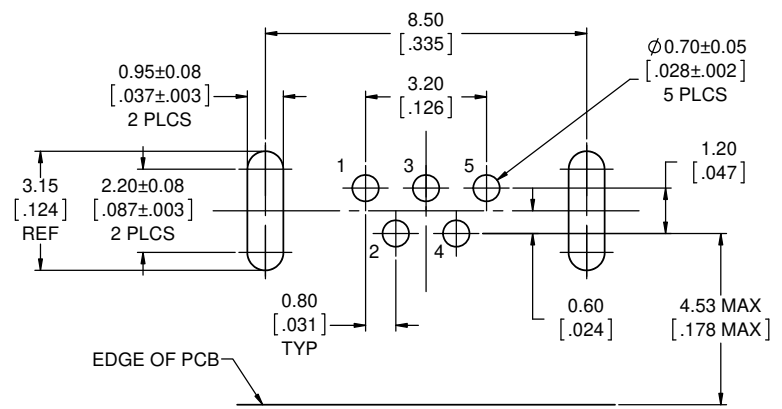 8.50
[.335]
Ø0.70±0.05
[.028±.002]
5 PLCS
0.95±0.08
[.037±.003]
2 PLCS
3.20
[.126]
1
3
5
1.20
[.047]
3.15
[.124]
REF
2.20±0.08
[.087±.003]
2 PLCS
2
4
0.80
[.031]
TYP
0.60
[.024]
4.53 MAX
[.178 MAX]
EDGE OF PCB